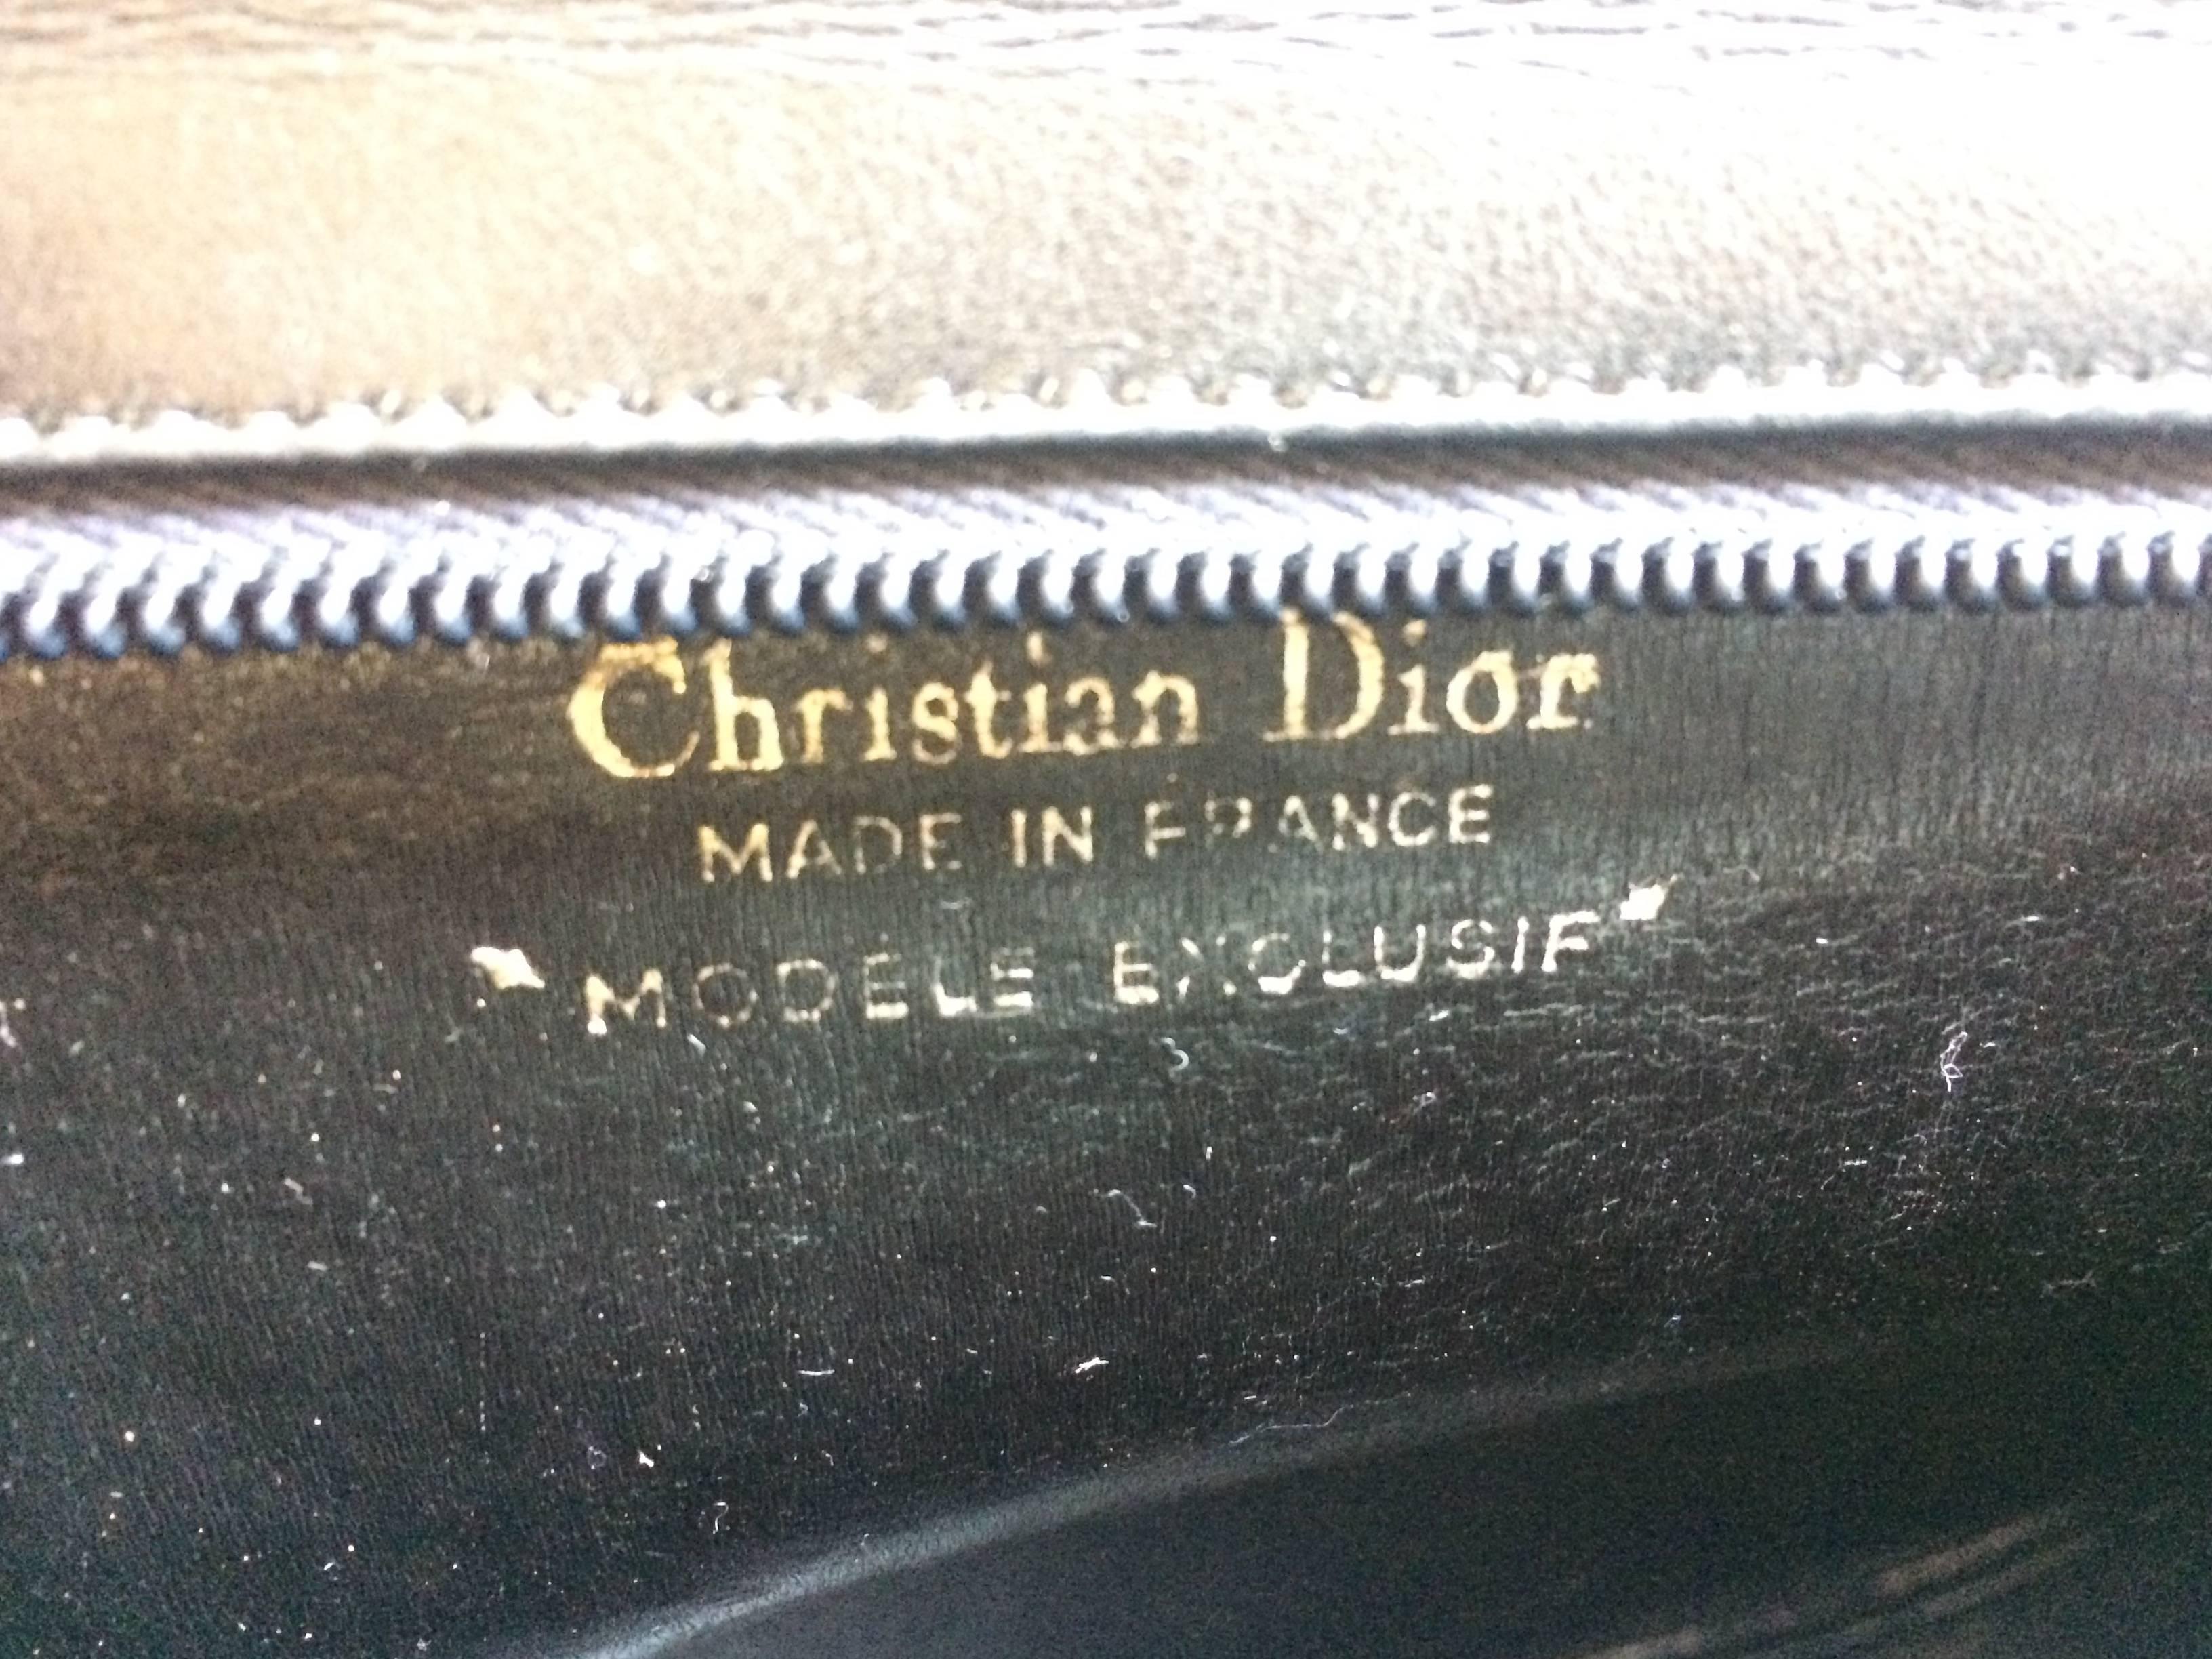 Christian Dior
MADE IN FRANCE
"MODELE EXCLUSIF"